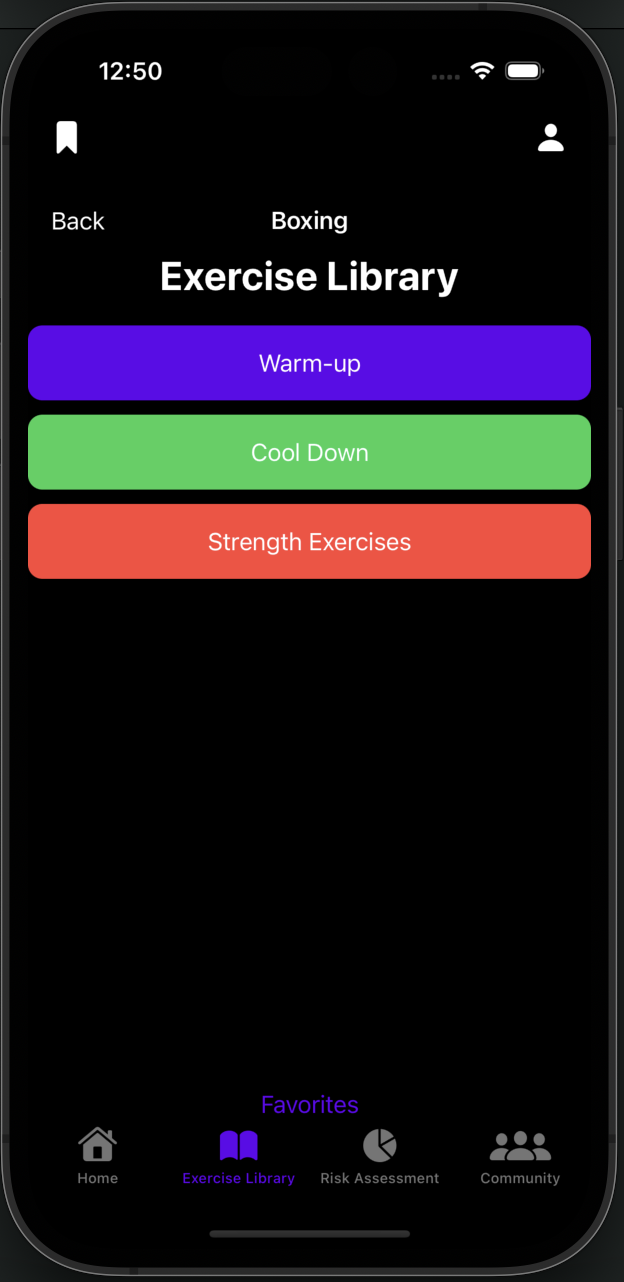 12:50
Back
Boxing
Exercise Library
Warm-up
Cool Down
Strength Exercises
Favorites
Home
Exercise Library
Risk Assessment
Community